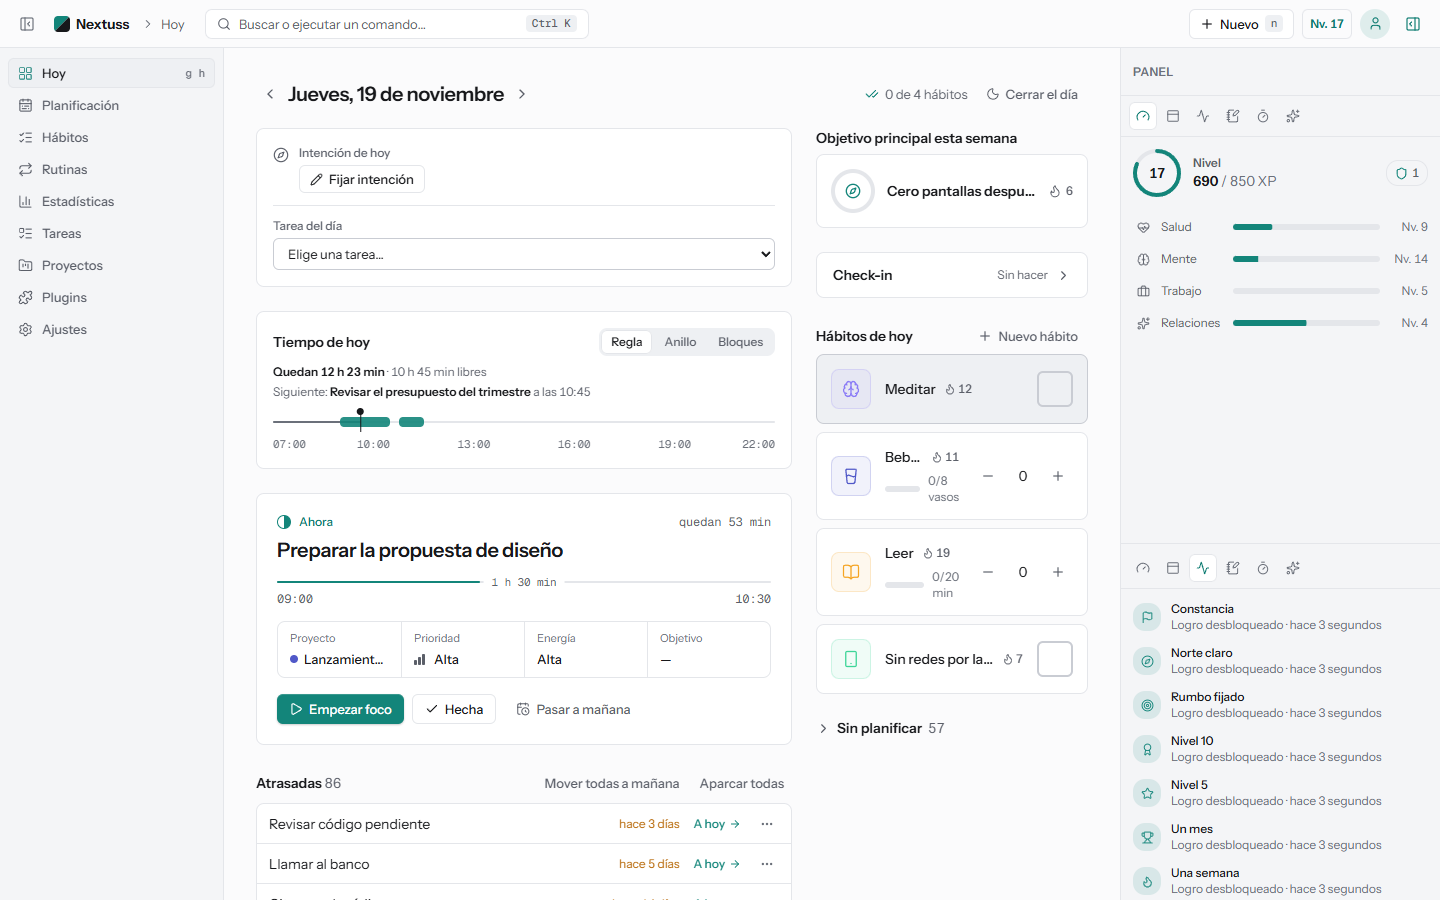 Nextuss
Hoy
Buscar o ejecutar un comando...
Ctrl K
Nuevo
n
Nv. 17
Hoy
g h
Planificación
Hábitos
Rutinas
Estadísticas
Tareas
Proyectos
Plugins
Ajustes
Jueves, 19 de noviembre
0 de 4 hábitos
Cerrar el día
Intención de hoy
Fijar intención
Tarea del día
Elige una tarea...
Tiempo de hoy
Regla
Anillo
Bloques
Quedan 12 h 23 min · 10 h 45 min libres
Siguiente: Revisar el presupuesto del trimestre a las 10:45
07:00
10:00
13:00
16:00
19:00
22:00
Ahora
quedan 53 min
Preparar la propuesta de diseño
1 h 30 min
09:00
10:30
Proyecto
Lanzamient...
Prioridad
Alta
Energía
Alta
Objetivo
—
Empezar foco
Hecha
Pasar a mañana
Atrasadas 86
Mover todas a mañana
Aparcar todas
Revisar código pendiente
hace 3 días
A hoy
Llamar al banco
hace 5 días
A hoy
Objetivo principal esta semana
Cero pantallas despu...
6
Check-in
Sin hacer
Hábitos de hoy
Nuevo hábito
Meditar
12
Beb...
11
0/8
vasos
0
Leer
19
0/20
min
0
Sin redes por la...
7
Sin planificar 57
PANEL
17
Nivel
690 / 850 XP
1
Salud
Nv. 9
Mente
Nv. 14
Trabajo
Nv. 5
Relaciones
Nv. 4
Constancia
Logro desbloqueado · hace 3 segundos
Norte claro
Logro desbloqueado · hace 3 segundos
Rumbo fijado
Logro desbloqueado · hace 3 segundos
Nivel 10
Logro desbloqueado · hace 3 segundos
Nivel 5
Logro desbloqueado · hace 3 segundos
Un mes
Logro desbloqueado · hace 3 segundos
Una semana
Logro desbloqueado · hace 3 segundos